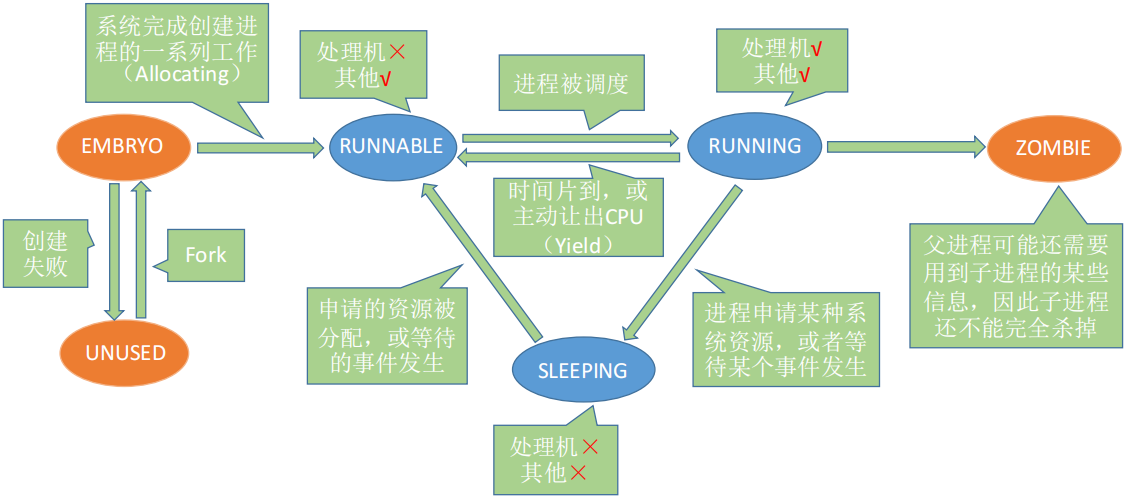 系统完成创建进
程的一系列工作
（Allocating）
处理机×
其他√
进程被调度
处理机√
其他√
EMBRYO
RUNNABLE
RUNNING
ZOMBIE
时间片到，或
主动让出CPU
（Yield）
创建
失败
Fork
父进程可能还需要
用到子进程的某些
信息，因此子进程
还不能完全杀掉
申请的资源被
分配，或等待
的事件发生
进程申请某种系
统资源，或者等
待某个事件发生
UNUSED
SLEEPING
处理机×
其他×